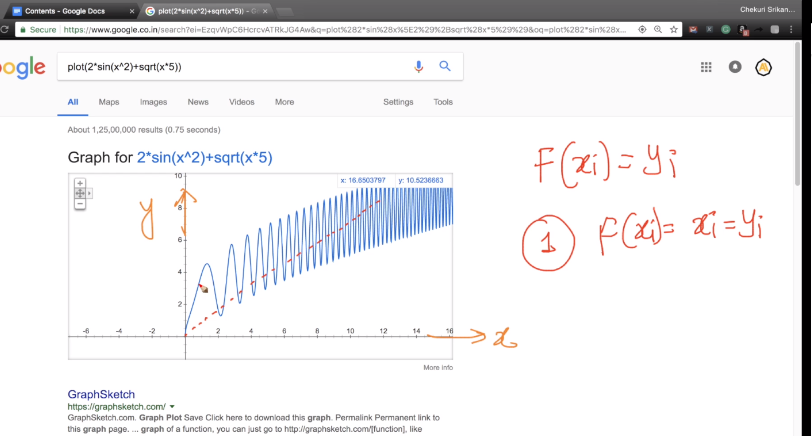 Contents - Google Docs
plot(2*sin(x^2)+sqrt(x*5)) - G
Chekuri Srikan...
Secure
https://www.google.co.in/search?ei=EzqvWpC6HcrcvATRkJG4Aw&q=plot%282*sin%28x%5E2%29%2Bsqrt%28x*5%29%29&oq=plot%282*sin%28x...
ogle
plot(2*sin(x^2)+sqrt(x*5))
All Maps Images News Videos More Settings Tools
About 1,25,00,000 results (0.75 seconds)
Graph for 2*sin(x^2)+sqrt(x*5)
x: 16.6503797 y: 10.5236663
10
8
6
4
2
-6 -4 -2 0 2 4 6 8 10 12 14 16
y
x
F(xi) = yi
1 F(xi) = xi = yi
More info
GraphSketch
https://graphsketch.com/
GraphSketch.com. Graph Plot Save Click here to download this graph. Permalink Permanent link to
this graph page. ... graph of a function, you can just go to http://graphsketch.com/[function], like